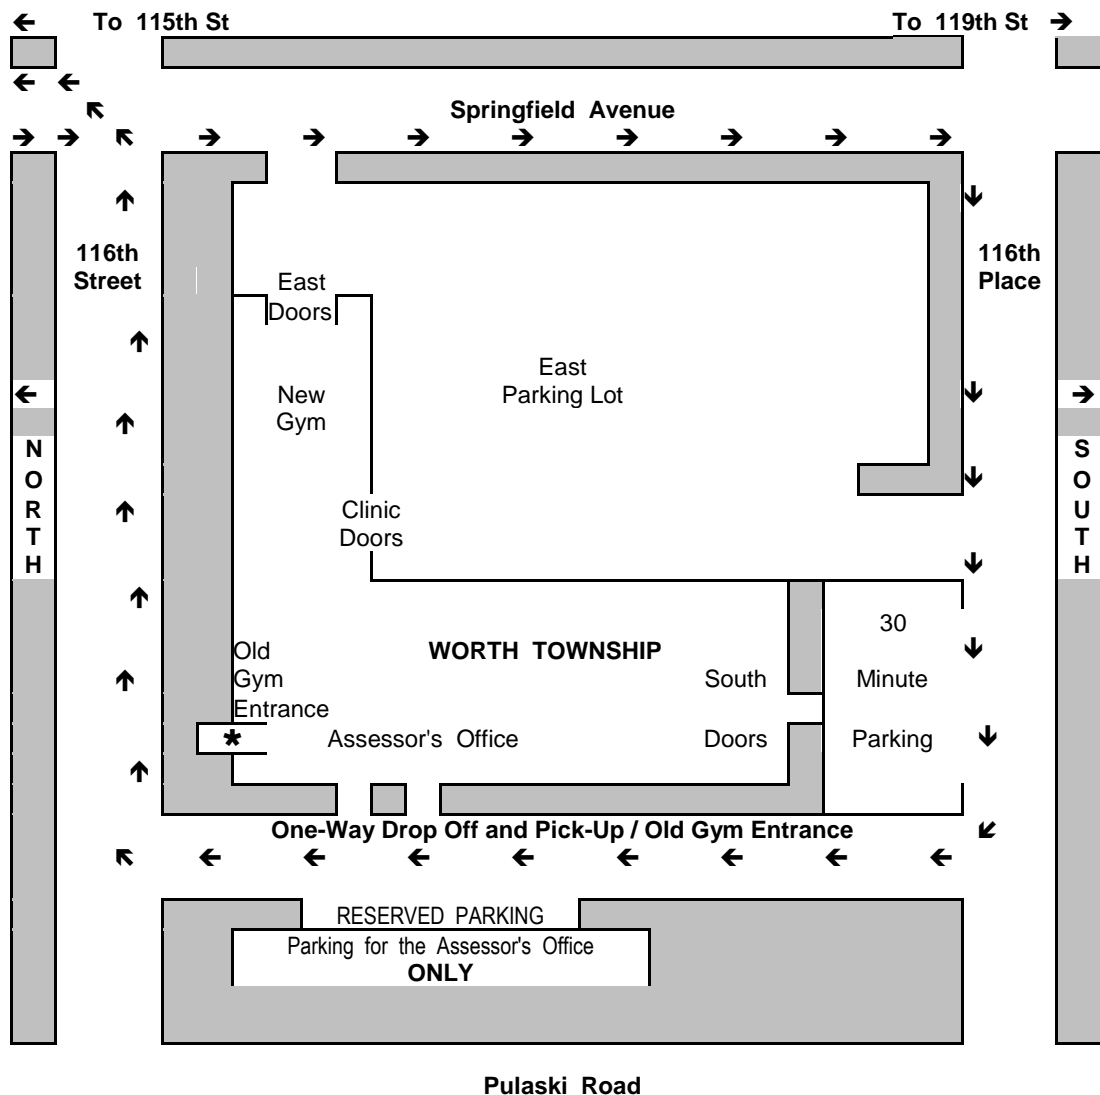 To 115th St
To 119th St
Springfield Avenue
116th
Street
116th
Place
East
Doors
East
Parking Lot
New
Gym
NORTH
SOUTH
Clinic
Doors
30
Minute
Parking
Old
Gym
Entrance
WORTH TOWNSHIP
South
Doors
* Assessor's Office
One-Way Drop Off and Pick-Up / Old Gym Entrance
RESERVED PARKING
Parking for the Assessor's Office
ONLY
Pulaski Road